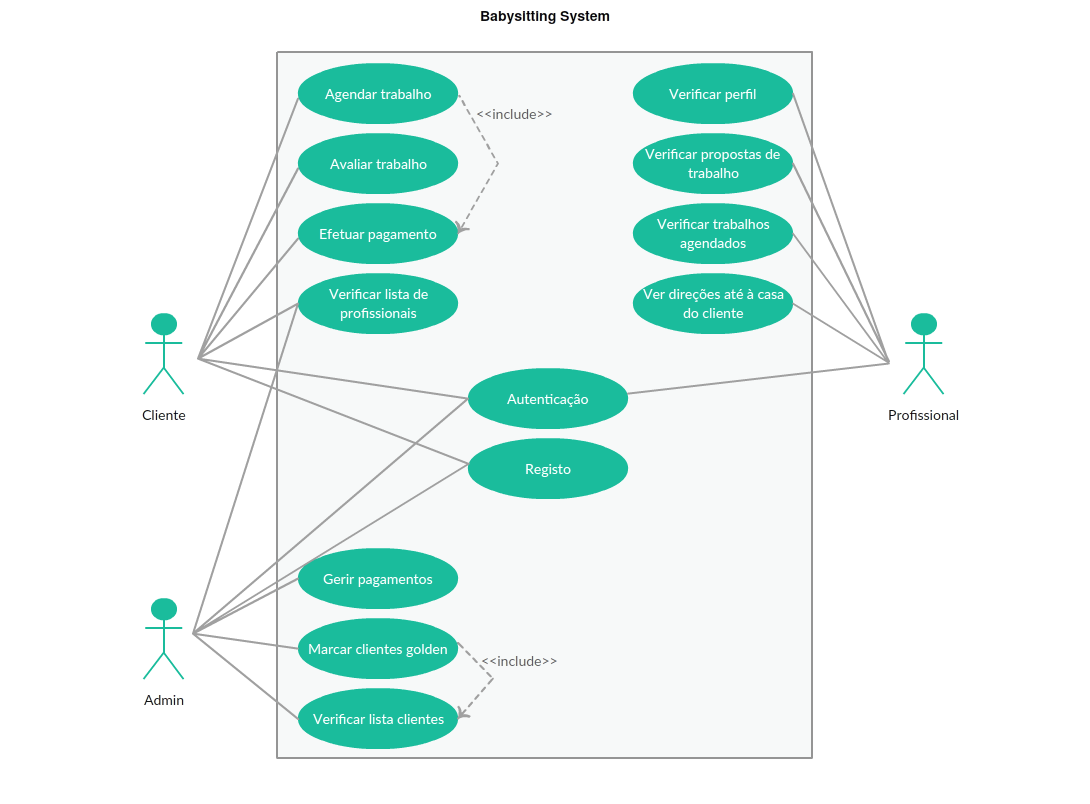 Babysitting System
Agendar trabalho
<<include>>
Avaliar trabalho
Efetuar pagamento
Verificar lista de
profissionais
Verificar perfil
Verificar propostas de
trabalho
Verificar trabalhos
agendados
Ver direções até à casa
do cliente
Cliente
Profissional
Autenticação
Registo
Gerir pagamentos
Marcar clientes golden
<<include>>
Verificar lista clientes
Admin